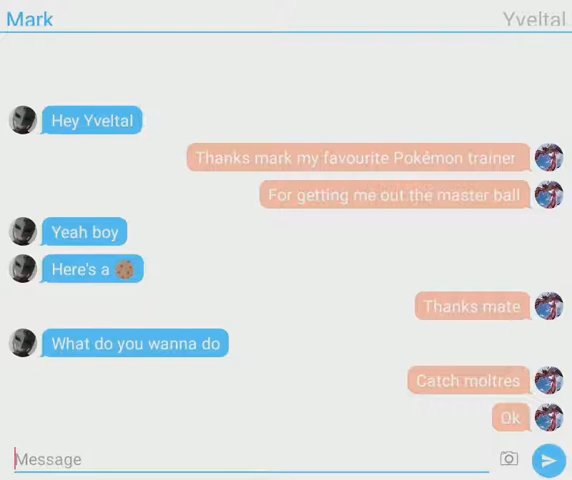 Mark
Yveltal
Hey Yveltal
Thanks mark my favourite Pokémon trainer
For getting me out the master ball
Yeah boy
Here's a 🍪
Thanks mate
What do you wanna do
Catch moltres
Ok
Message